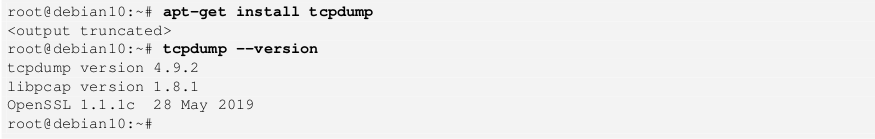 root@debian10:~# apt-get install tcpdump
<output truncated>
root@debian10:~# tcpdump --version
tcpdump version 4.9.2
libpcap version 1.8.1
OpenSSL 1.1.1c  28 May 2019
root@debian10:~#